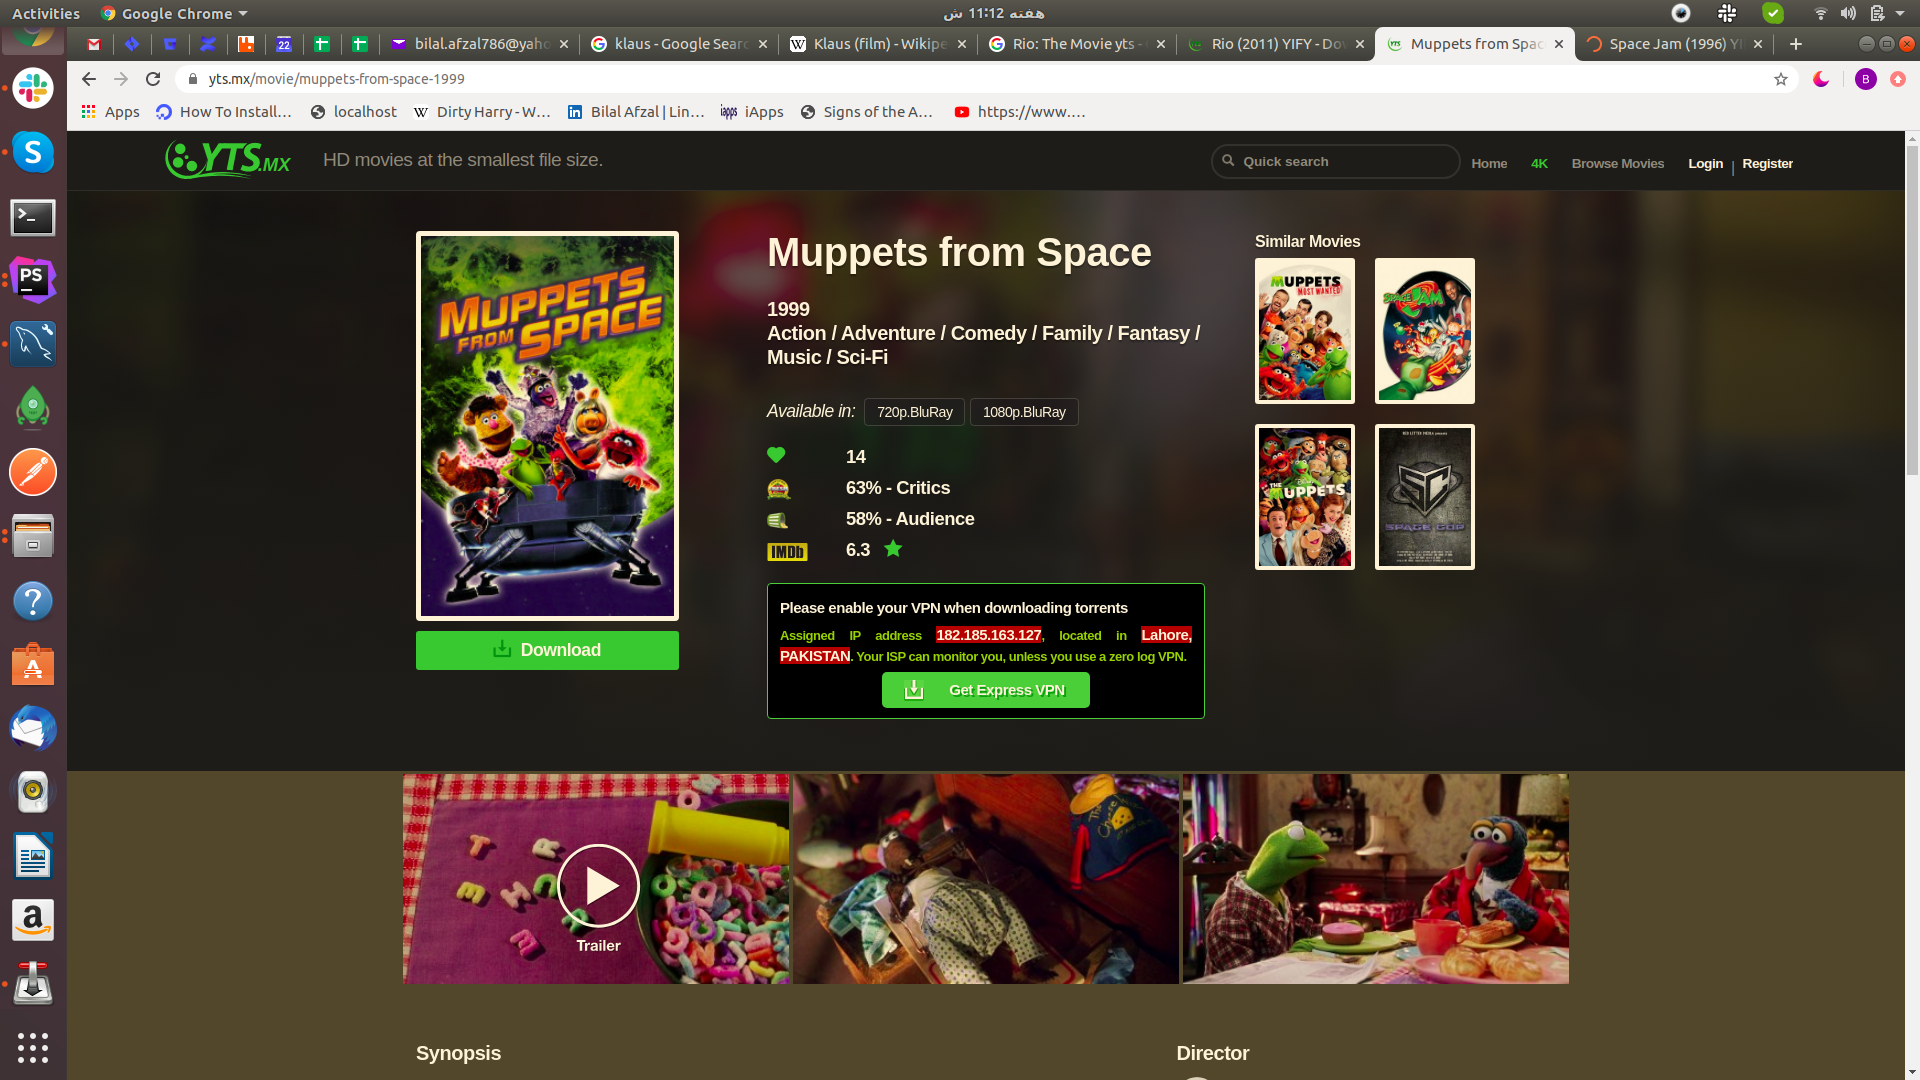 Activities
Google Chrome
هفته 11:12 ش
22
bilal.afzal786@yaho
klaus - Google Searc
Klaus (film) - Wikipe
Rio: The Movie yts -
Rio (2011) YIFY - Do
Muppets from Spac
Space Jam (1996) YI
yts.mx/movie/muppets-from-space-1999
B
Apps
How To Install...
localhost
Dirty Harry - W...
Bilal Afzal | Lin...
iApps
Signs of the A...
https://www....
YTS.MX
HD movies at the smallest file size.
Quick search
Home
4K
Browse Movies
Login | Register
MUPPETS FROM SPACE
Download
Muppets from Space
1999
Action / Adventure / Comedy / Family / Fantasy /
Music / Sci-Fi
Available in:
720p.BluRay
1080p.BluRay
14
63% - Critics
58% - Audience
IMDb
6.3
Please enable your VPN when downloading torrents
Assigned IP address 182.185.163.127, located in Lahore,
PAKISTAN. Your ISP can monitor you, unless you use a zero log VPN.
Get Express VPN
Similar Movies
MUPPETS
MOST WANTED
SPACE JAM
THE MUPPETS
SPACE COP
Trailer
Synopsis
Director